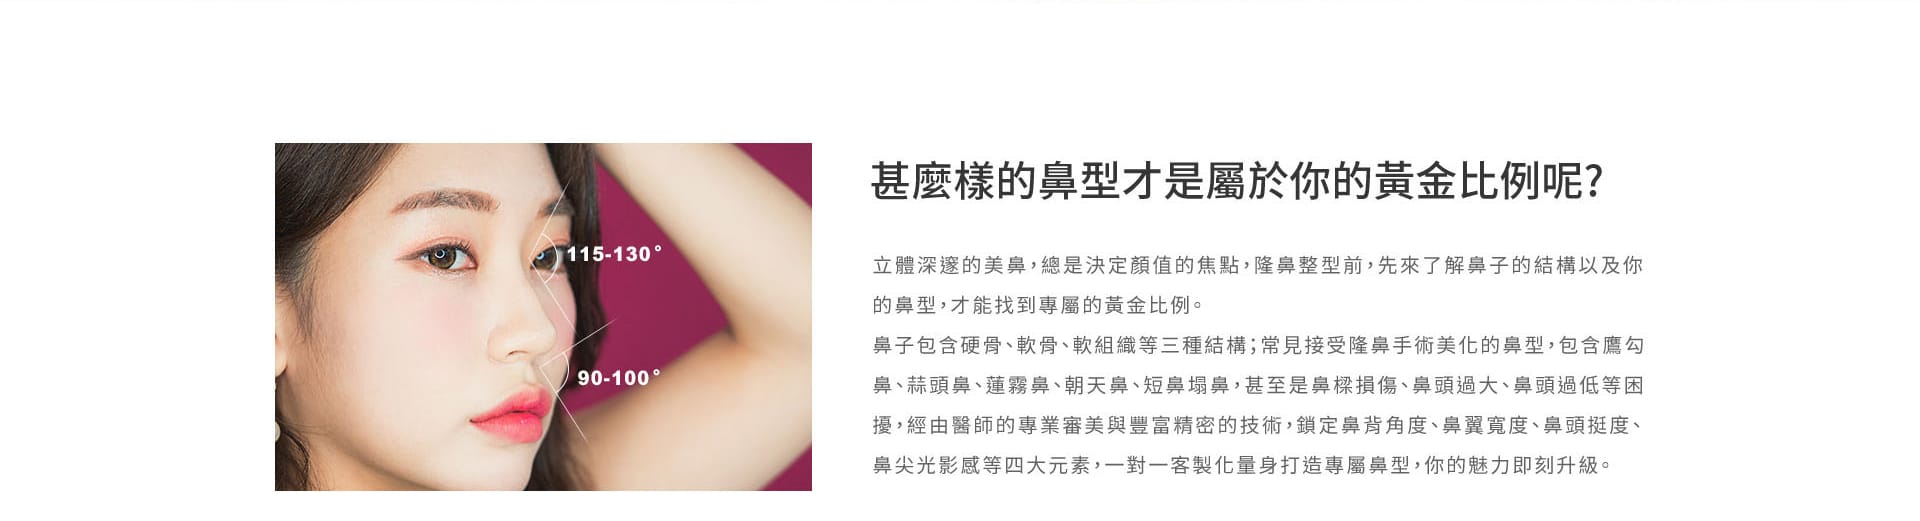 甚麼樣的鼻型才是屬於你的黃金比例呢?
115-130°
90-100°
立體深邃的美鼻，總是決定顏值的焦點，隆鼻整型前，先來了解鼻子的結構以及你
的鼻型，才能找到專屬的黃金比例。
鼻子包含硬骨、軟骨、軟組織等三種結構；常見接受隆鼻手術美化的鼻型，包含鷹勾
鼻、蒜頭鼻、蓮霧鼻、朝天鼻、短鼻塌鼻，甚至是鼻樑損傷、鼻頭過大、鼻頭過低等困
擾，經由醫師的專業審美與豐富精密的技術，鎖定鼻背角度、鼻翼寬度、鼻頭挺度、
鼻尖光影感等四大元素，一對一客製化量身打造專屬鼻型，你的魅力即刻升級。